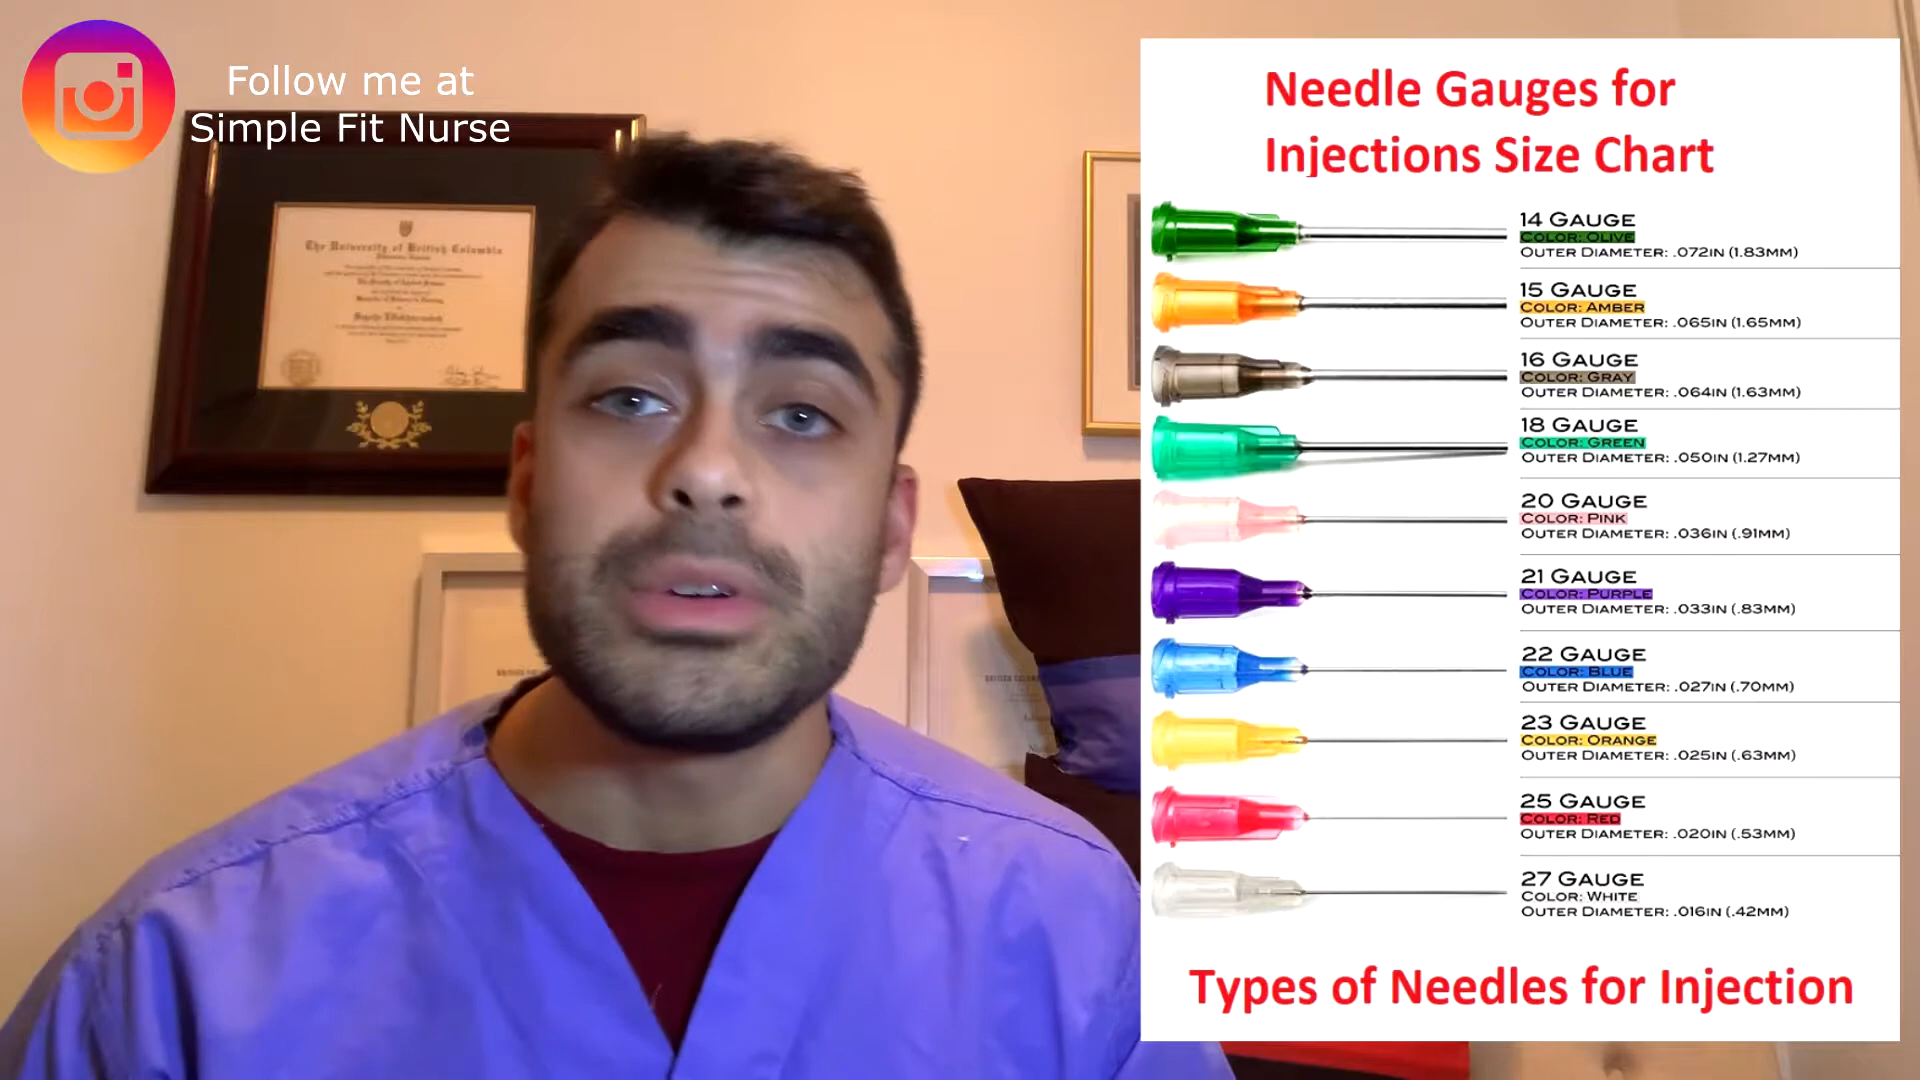 Follow me at
Simple Fit Nurse
The University of British Columbia
Needle Gauges for
Injections Size Chart
14 GAUGE
COLOR: OLIVE
OUTER DIAMETER: .072IN (1.83MM)
15 GAUGE
COLOR: AMBER
OUTER DIAMETER: .065IN (1.65MM)
16 GAUGE
COLOR: GRAY
OUTER DIAMETER: .064IN (1.63MM)
18 GAUGE
COLOR: GREEN
OUTER DIAMETER: .050IN (1.27MM)
20 GAUGE
COLOR: PINK
OUTER DIAMETER: .036IN (.91MM)
21 GAUGE
COLOR: PURPLE
OUTER DIAMETER: .033IN (.83MM)
22 GAUGE
COLOR: BLUE
OUTER DIAMETER: .027IN (.70MM)
23 GAUGE
COLOR: ORANGE
OUTER DIAMETER: .025IN (.63MM)
25 GAUGE
COLOR: RED
OUTER DIAMETER: .020IN (.53MM)
27 GAUGE
COLOR: WHITE
OUTER DIAMETER: .016IN (.42MM)
Types of Needles for Injection